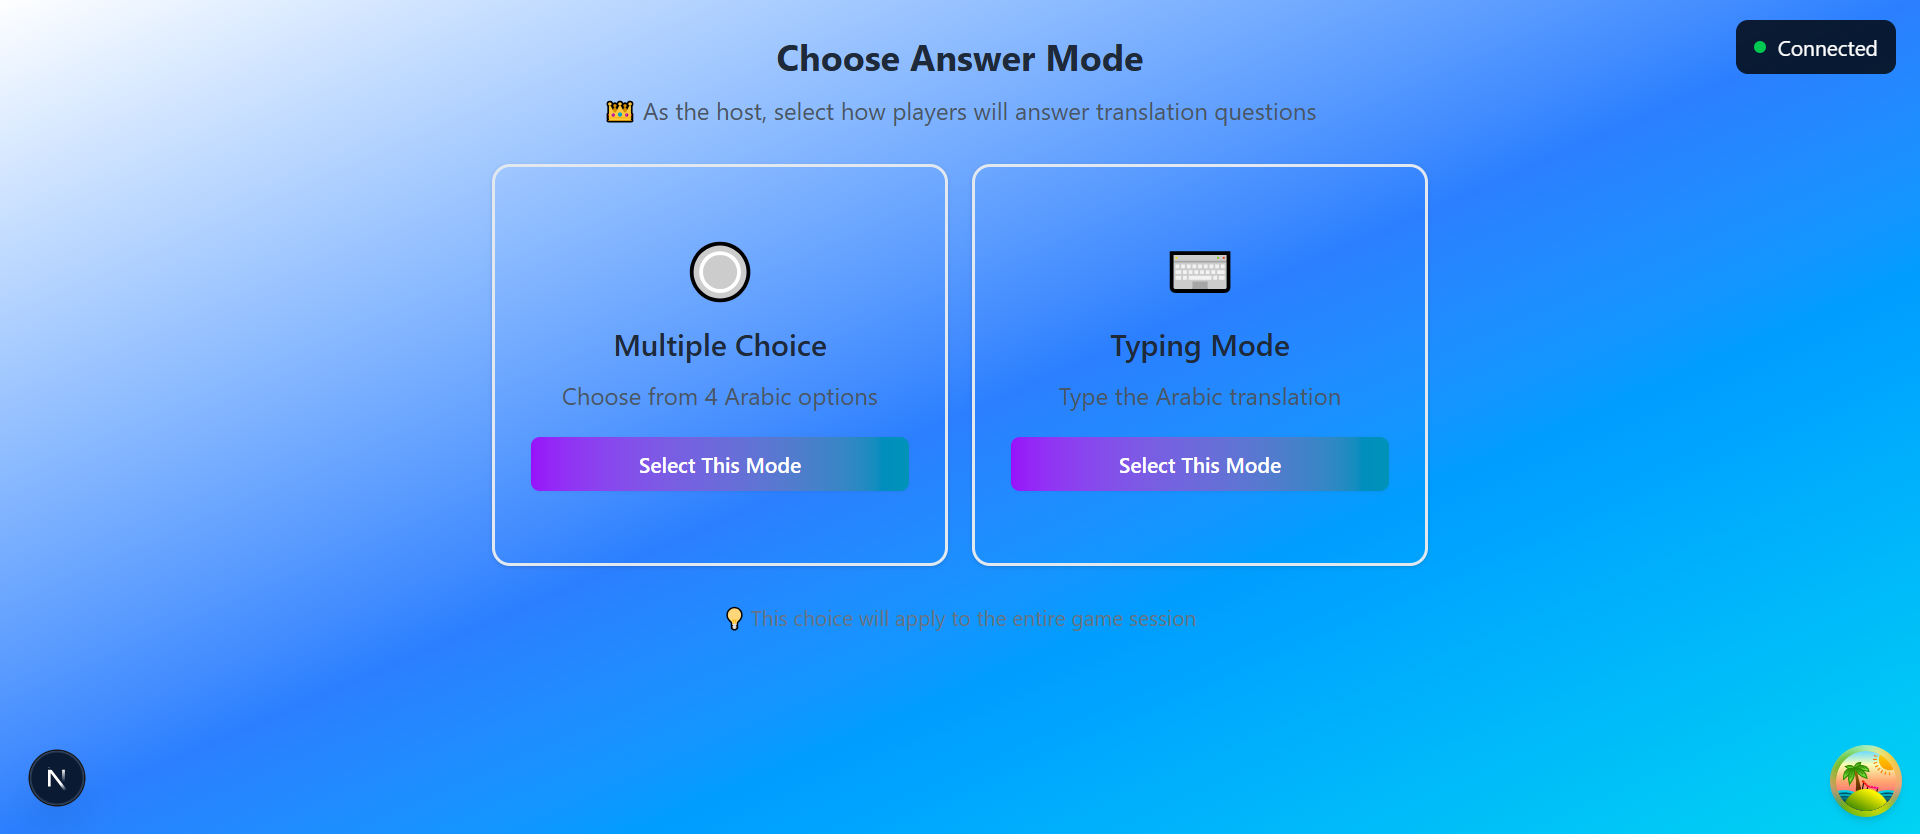 Choose Answer Mode
Connected
👑 As the host, select how players will answer translation questions
Multiple Choice
Choose from 4 Arabic options
Select This Mode
Typing Mode
Type the Arabic translation
Select This Mode
💡 This choice will apply to the entire game session
N